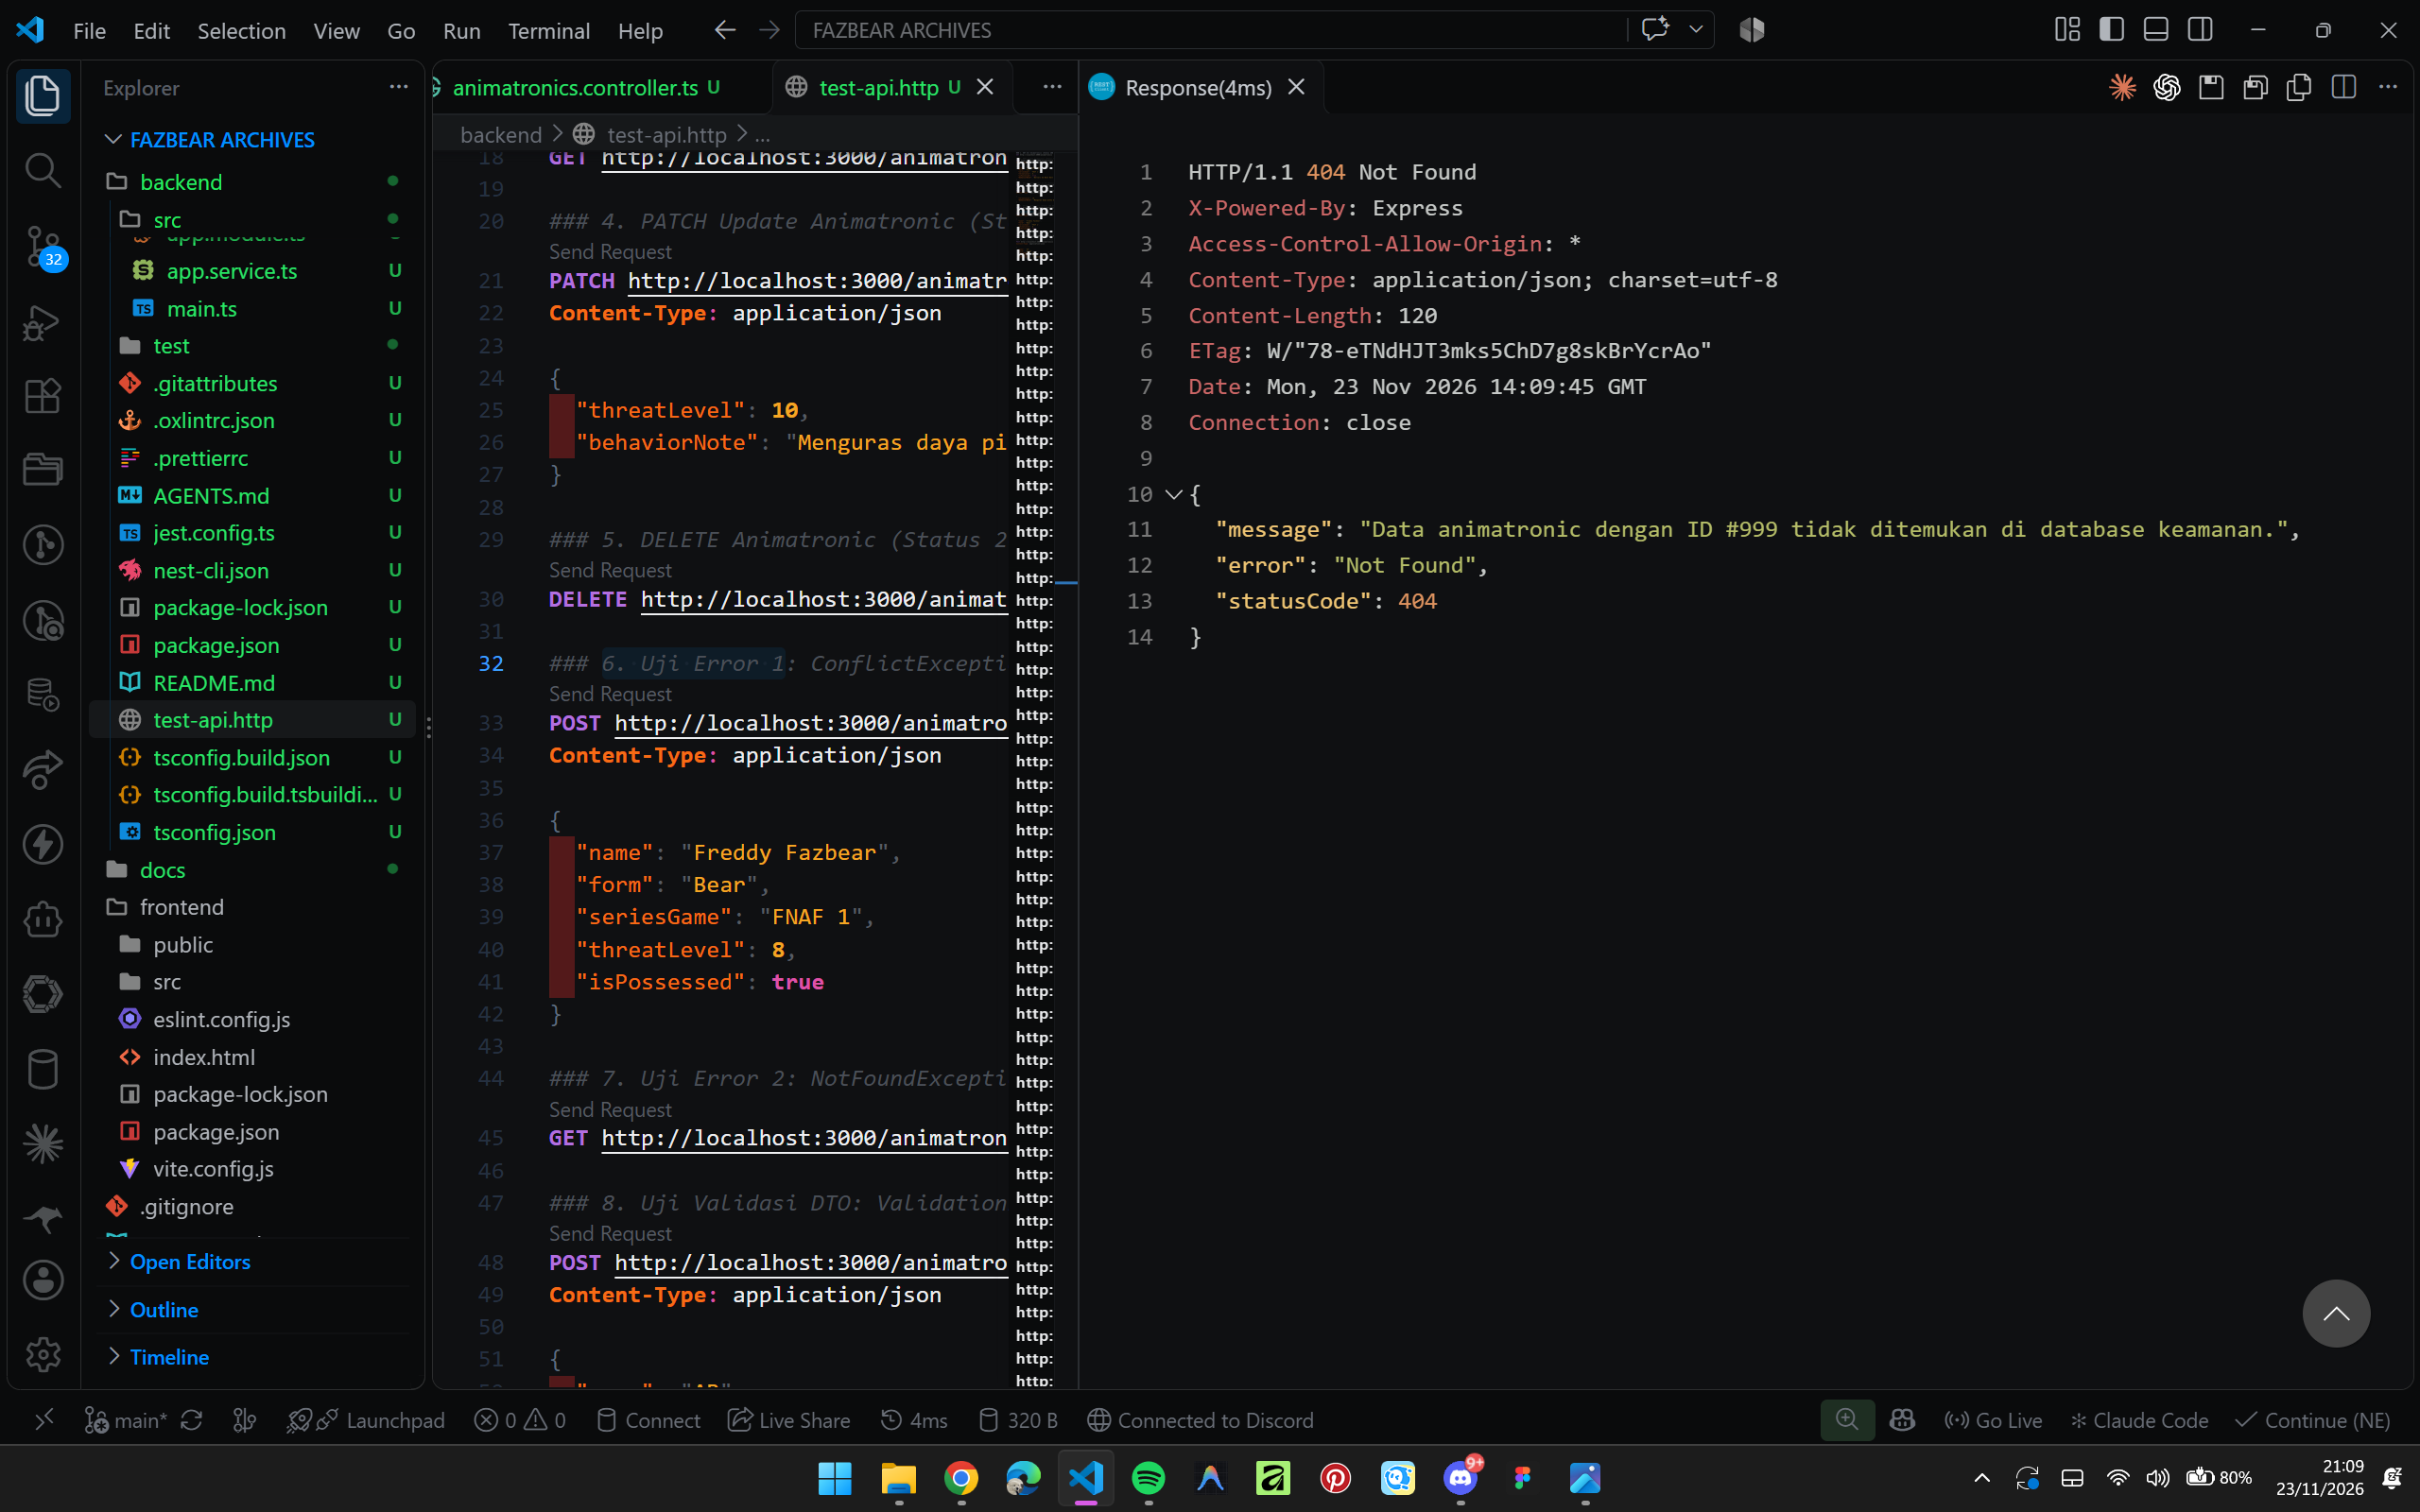 File Edit Selection View Go Run Terminal Help
FAZBEAR ARCHIVES
Explorer
FAZBEAR ARCHIVES
backend
src
app.module.ts
app.service.ts U
main.ts U
test
.gitattributes U
.oxlintrc.json U
.prettierrc U
AGENTS.md U
jest.config.ts U
nest-cli.json U
package-lock.json U
package.json U
README.md U
test-api.http U
tsconfig.build.json U
tsconfig.build.tsbuildi... U
tsconfig.json U
docs
frontend
public
src
eslint.config.js
index.html
package-lock.json
package.json
vite.config.js
.gitignore
Open Editors
Outline
Timeline
32
animatronics.controller.ts U
test-api.http U
backend > test-api.http > ...
18 GET http://localhost:3000/animatron
19
20 ### 4. PATCH Update Animatronic (St
Send Request
21 PATCH http://localhost:3000/animatr
22 Content-Type: application/json
23
24 {
25 "threatLevel": 10,
26 "behaviorNote": "Menguras daya pi
27 }
28
29 ### 5. DELETE Animatronic (Status 2
Send Request
30 DELETE http://localhost:3000/animat
31
32 ### 6. Uji Error 1: ConflictExcepti
Send Request
33 POST http://localhost:3000/animatro
34 Content-Type: application/json
35
36 {
37 "name": "Freddy Fazbear",
38 "form": "Bear",
39 "seriesGame": "FNAF 1",
40 "threatLevel": 8,
41 "isPossessed": true
42 }
43
44 ### 7. Uji Error 2: NotFoundExcepti
Send Request
45 GET http://localhost:3000/animatron
46
47 ### 8. Uji Validasi DTO: Validation
Send Request
48 POST http://localhost:3000/animatro
49 Content-Type: application/json
50
51 {
Response(4ms)
1 HTTP/1.1 404 Not Found
2 X-Powered-By: Express
3 Access-Control-Allow-Origin: *
4 Content-Type: application/json; charset=utf-8
5 Content-Length: 120
6 ETag: W/"78-eTNdHJT3mks5ChD7g8skBrYcrAo"
7 Date: Mon, 23 Nov 2026 14:09:45 GMT
8 Connection: close
9
10 {
11 "message": "Data animatronic dengan ID #999 tidak ditemukan di database keamanan.",
12 "error": "Not Found",
13 "statusCode": 404
14 }
main* Launchpad 0 0 Connect Live Share 4ms 320 B Connected to Discord Go Live Claude Code Continue (NE)
9+
80%
21:09
23/11/2026